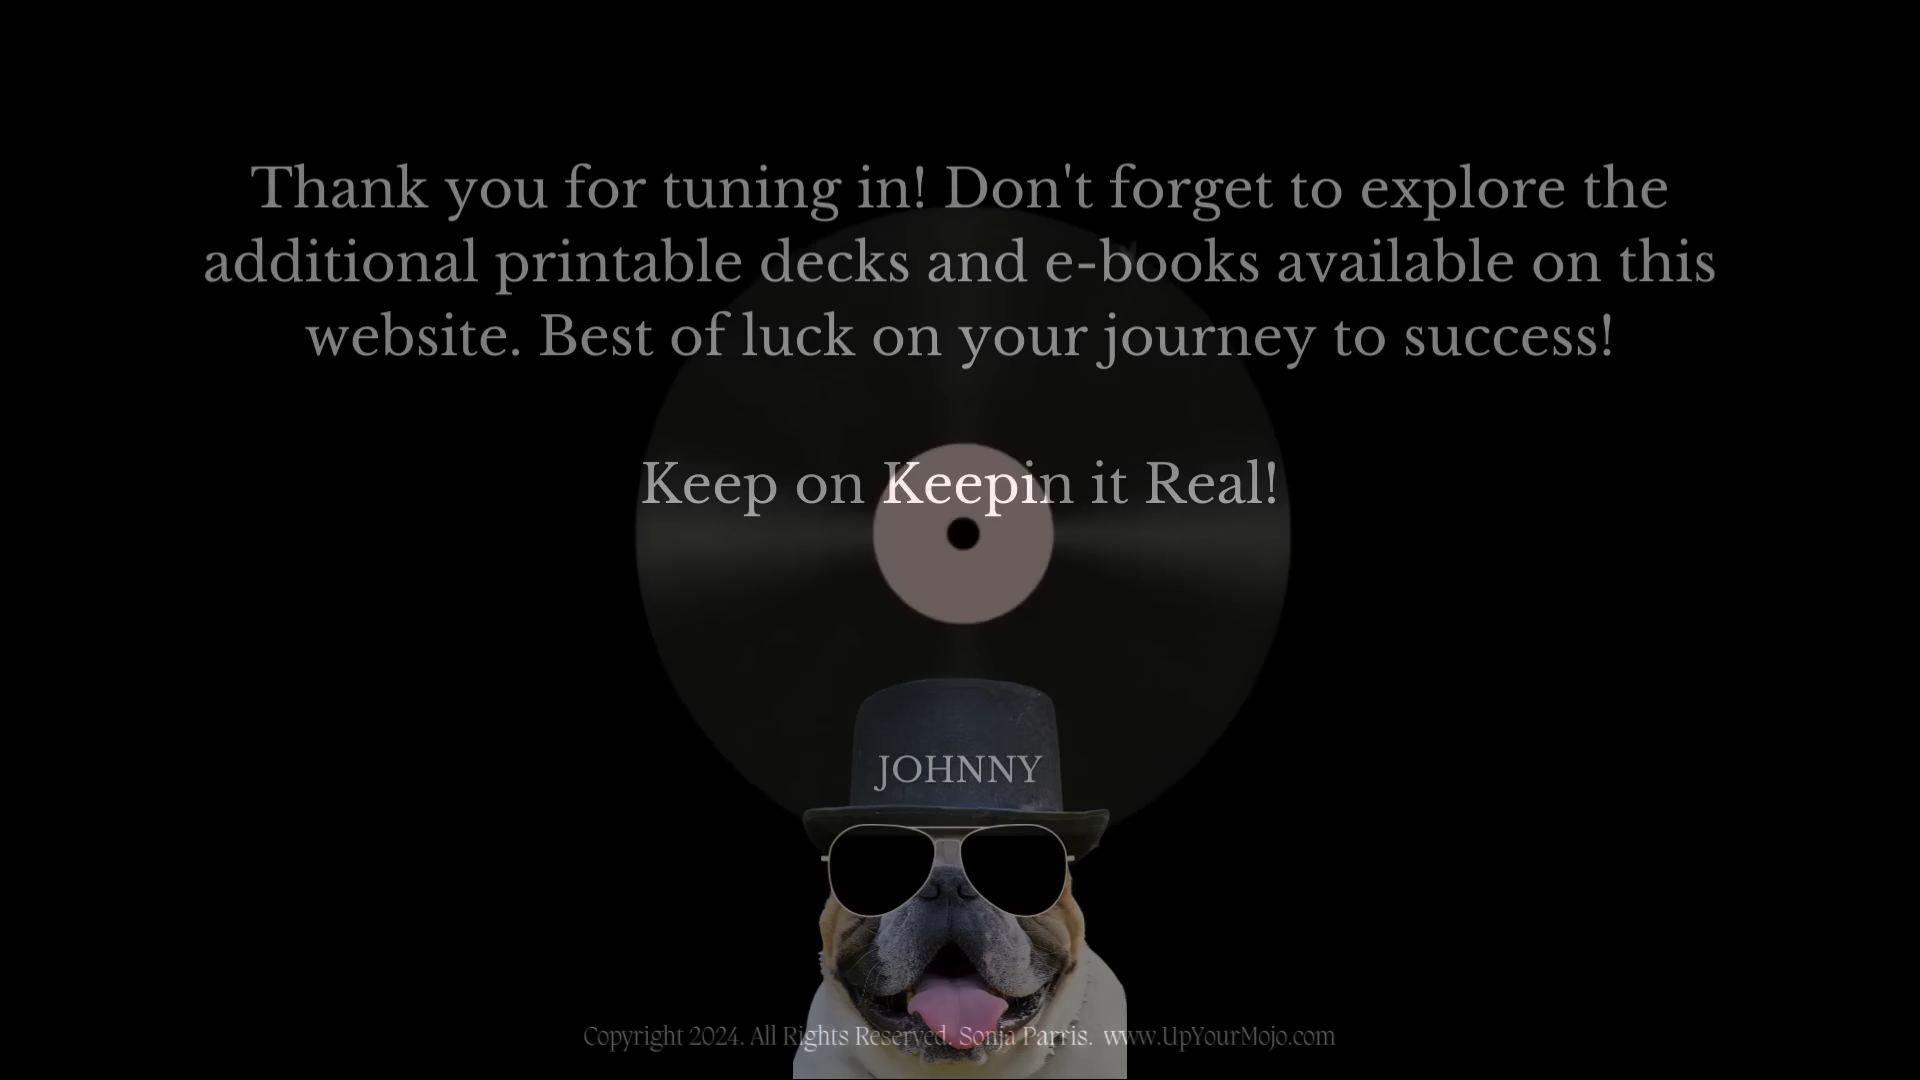 Thank you for tuning in! Don't forget to explore the
additional printable decks and e-books available on this
website. Best of luck on your journey to success!
Keep on Keepin it Real!
JOHNNY
Copyright 2024. All Rights Reserved. Sonja Parris. www.UpYourMojo.com